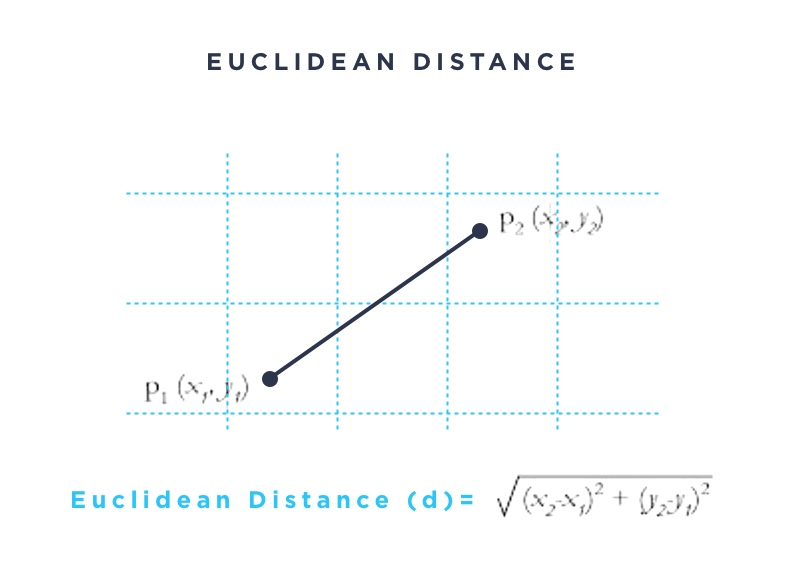 EUCLIDEAN DISTANCE
p₂ (x₂, y₂)
p₁ (x₁, y₁)
Euclidean Distance (d)= √(x₂-x₁)² + (y₂-y₁)²